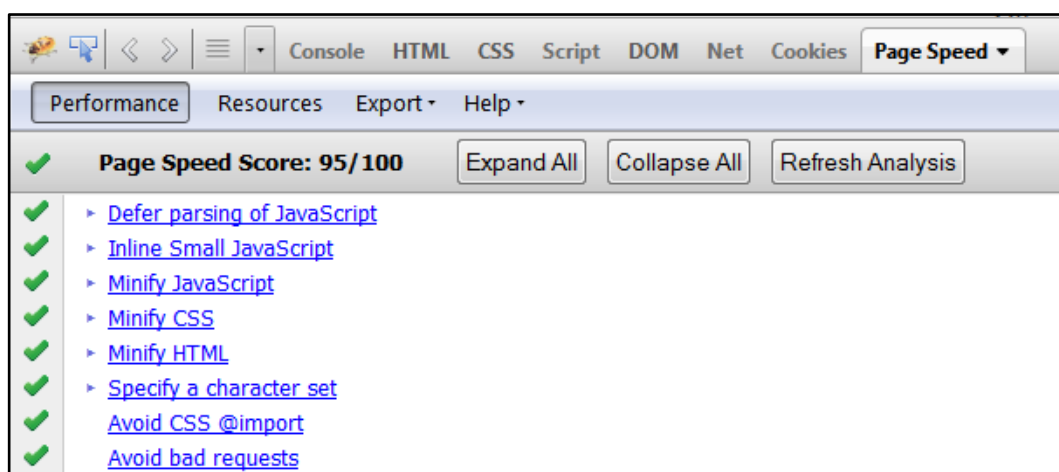 Console HTML CSS Script DOM Net Cookies Page Speed
Performance Resources Export Help
Page Speed Score: 95/100 Expand All Collapse All Refresh Analysis
Defer parsing of JavaScript
Inline Small JavaScript
Minify JavaScript
Minify CSS
Minify HTML
Specify a character set
Avoid CSS @import
Avoid bad requests